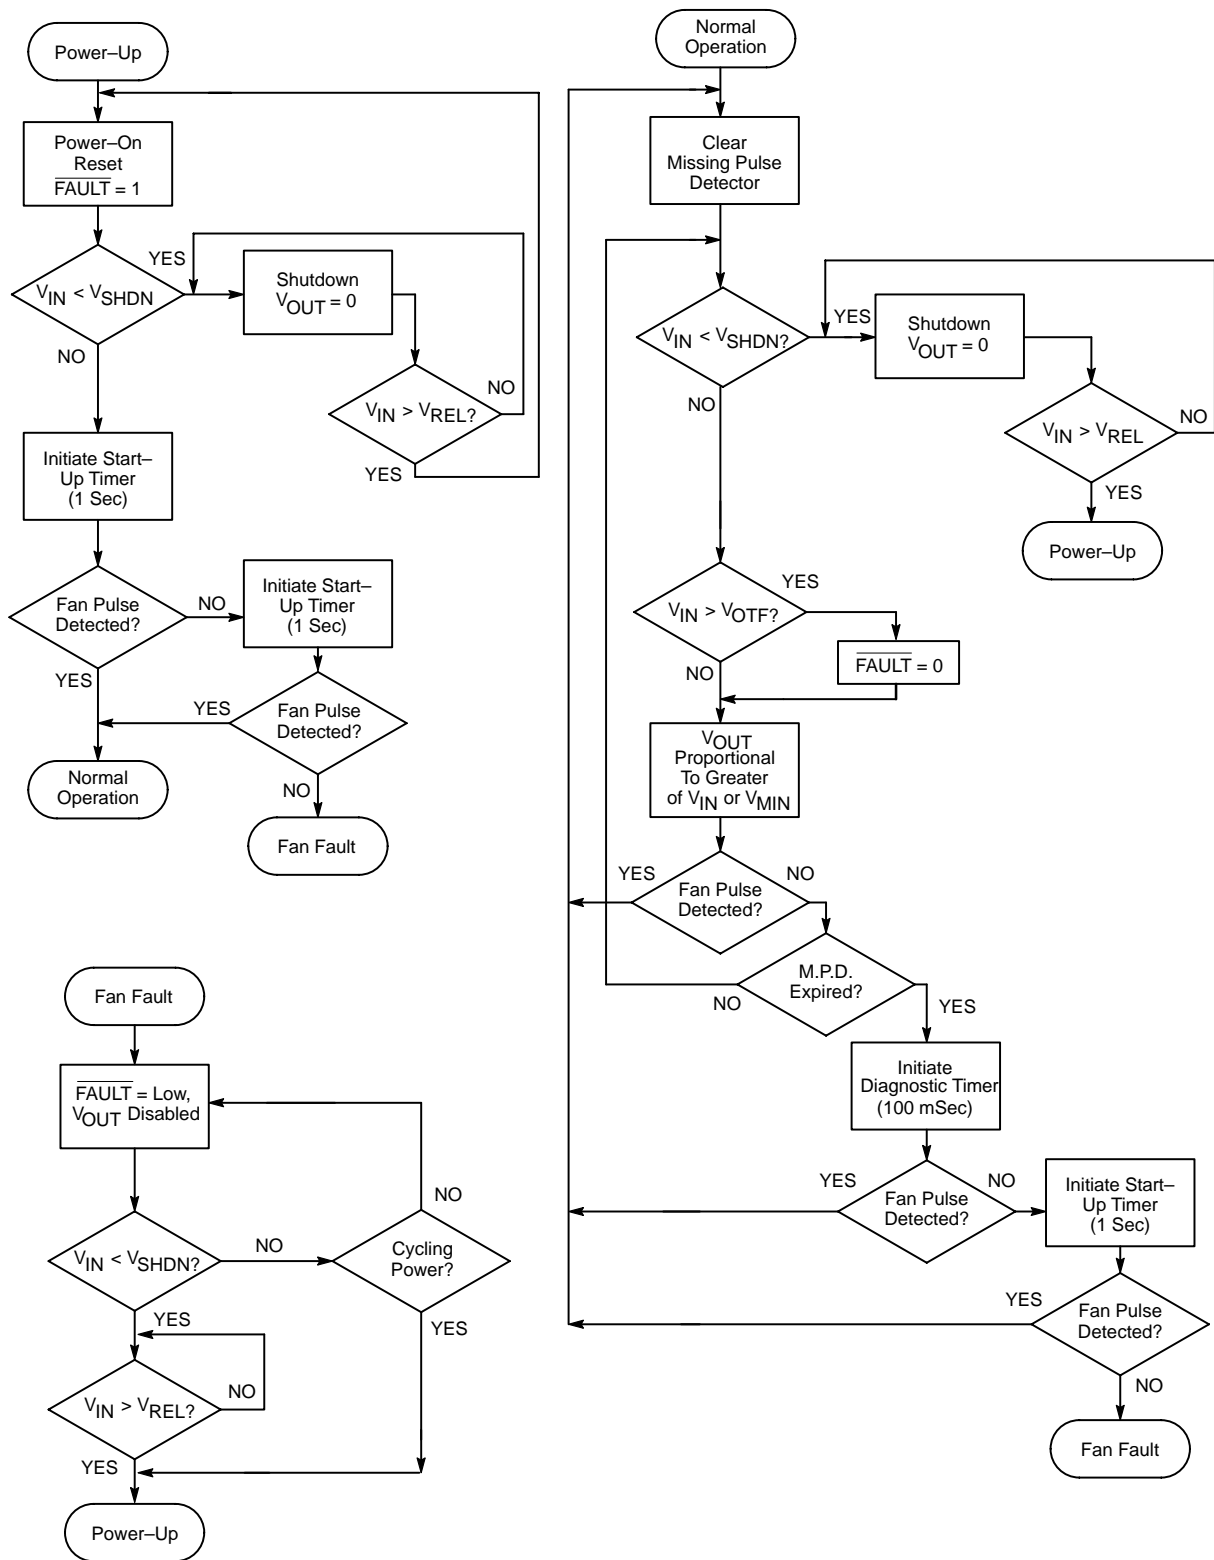 Power–Up
Power–On
Reset
FAULT = 1
YES
VIN < VSHDN
NO
Shutdown
VOUT = 0
NO
VIN > VREL?
YES
Initiate Start–
Up Timer
(1 Sec)
Fan Pulse
Detected?
NO
YES
Initiate Start–
Up Timer
(1 Sec)
YES
Fan Pulse
Detected?
NO
Normal
Operation
Fan Fault
Fan Fault
FAULT = Low,
VOUT Disabled
NO
VIN < VSHDN?
NO
Cycling
Power?
YES
YES
VIN > VREL?
NO
YES
Power–Up
Normal
Operation
Clear
Missing Pulse
Detector
VIN < VSHDN?
YES
NO
Shutdown
VOUT = 0
VIN > VREL
NO
YES
Power–Up
YES
VIN > VOTF?
NO
FAULT = 0
VOUT
Proportional
To Greater
of VIN or VMIN
YES
Fan Pulse
Detected?
NO
M.P.D.
Expired?
NO
YES
Initiate
Diagnostic Timer
(100 mSec)
YES
Fan Pulse
Detected?
NO
Initiate Start–
Up Timer
(1 Sec)
YES
Fan Pulse
Detected?
NO
Fan Fault